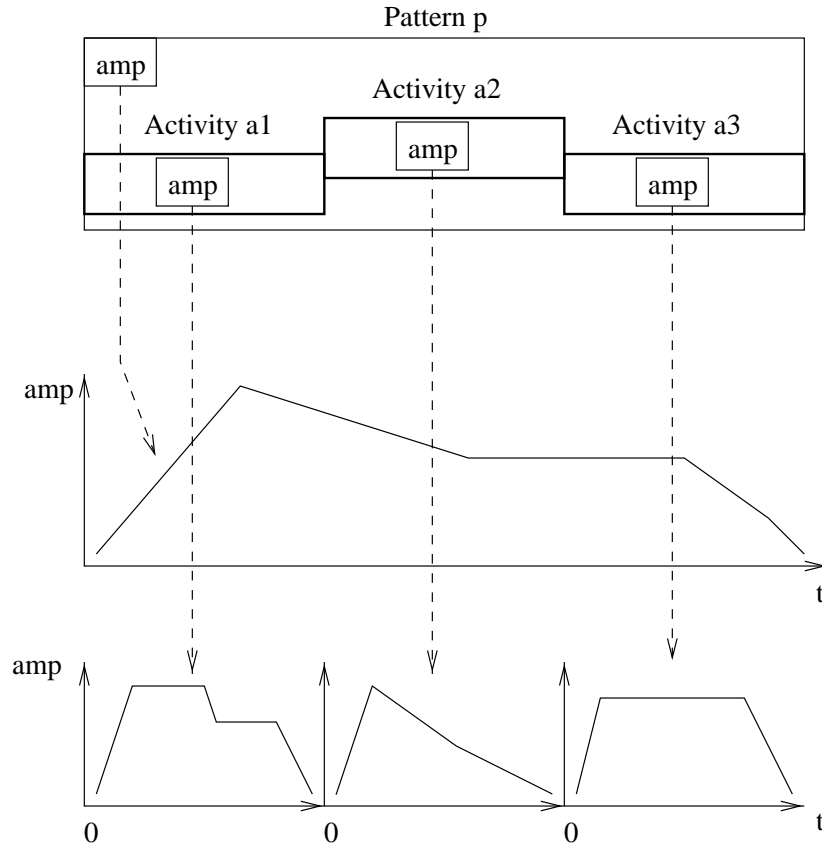 Pattern p
amp
Activity a2
Activity a1
Activity a3
amp
amp
amp
amp
t
amp
t
0
0
0